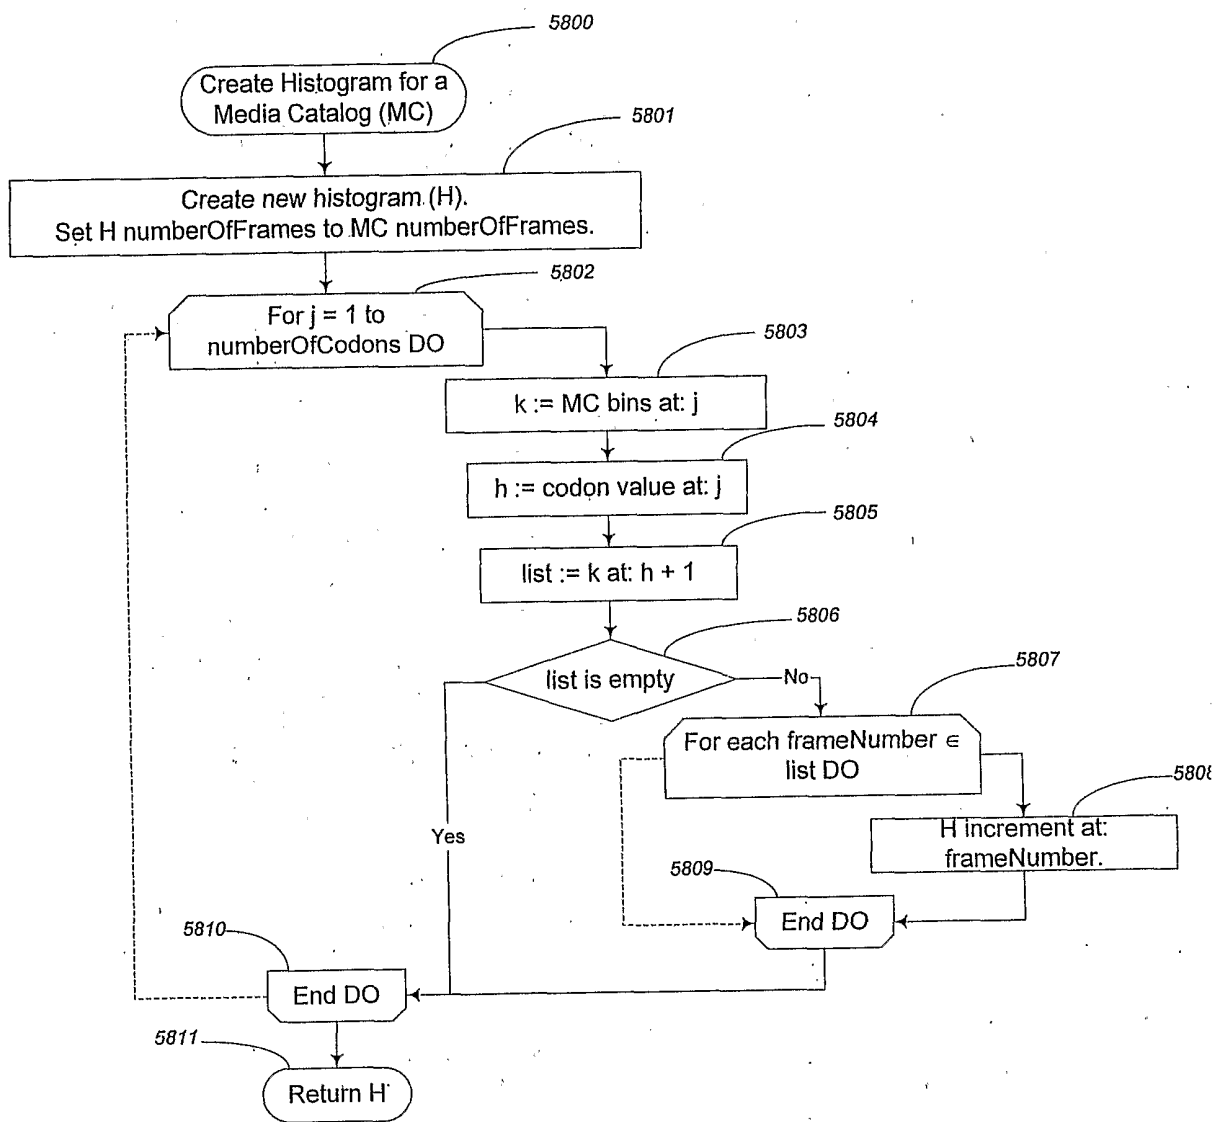 5800
Create Histogram for a
Media Catalog (MC)
5801
Create new histogram (H).
Set H numberOfFrames to MC numberOfFrames.
5802
For j = 1 to
numberOfCodons DO
5803
k := MC bins at: j
5804
h := codon value at: j
5805
list := k at: h + 1
5806
list is empty
No
5807
For each frameNumber ∈
list DO
5808
H increment at:
frameNumber.
Yes
5809
End DO
5810
End DO
5811
Return H